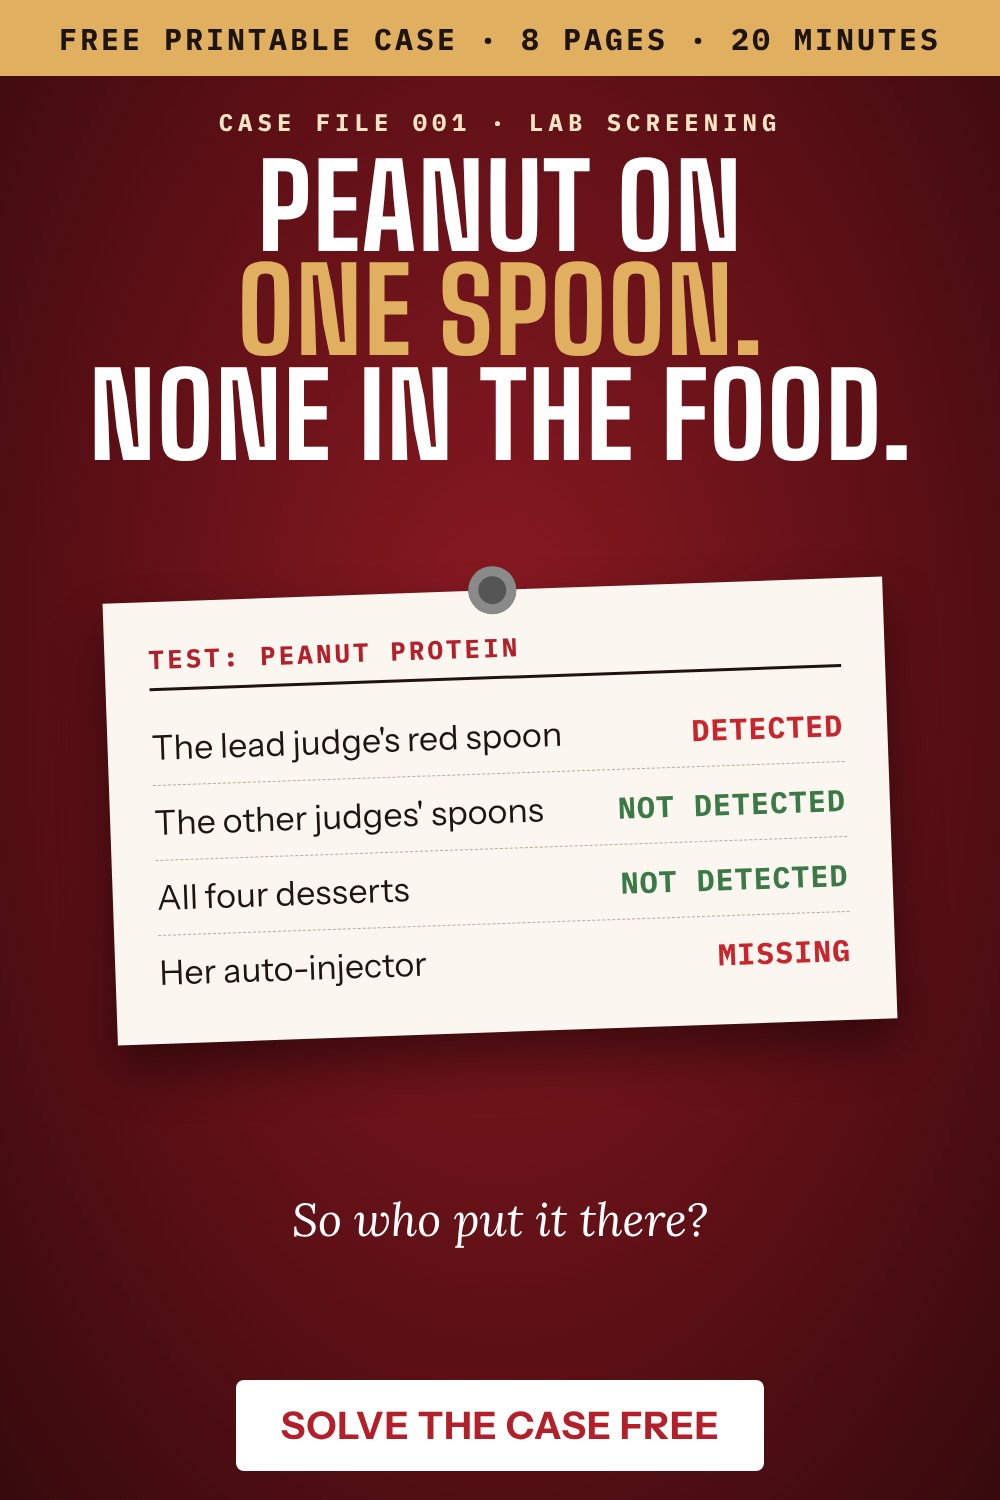 FREE PRINTABLE CASE · 8 PAGES · 20 MINUTES
CASE FILE 001 · LAB SCREENING
PEANUT ON
ONE SPOON.
NONE IN THE FOOD.
TEST: PEANUT PROTEIN
The lead judge's red spoon DETECTED
The other judges' spoons NOT DETECTED
All four desserts NOT DETECTED
Her auto-injector MISSING
So who put it there?
SOLVE THE CASE FREE